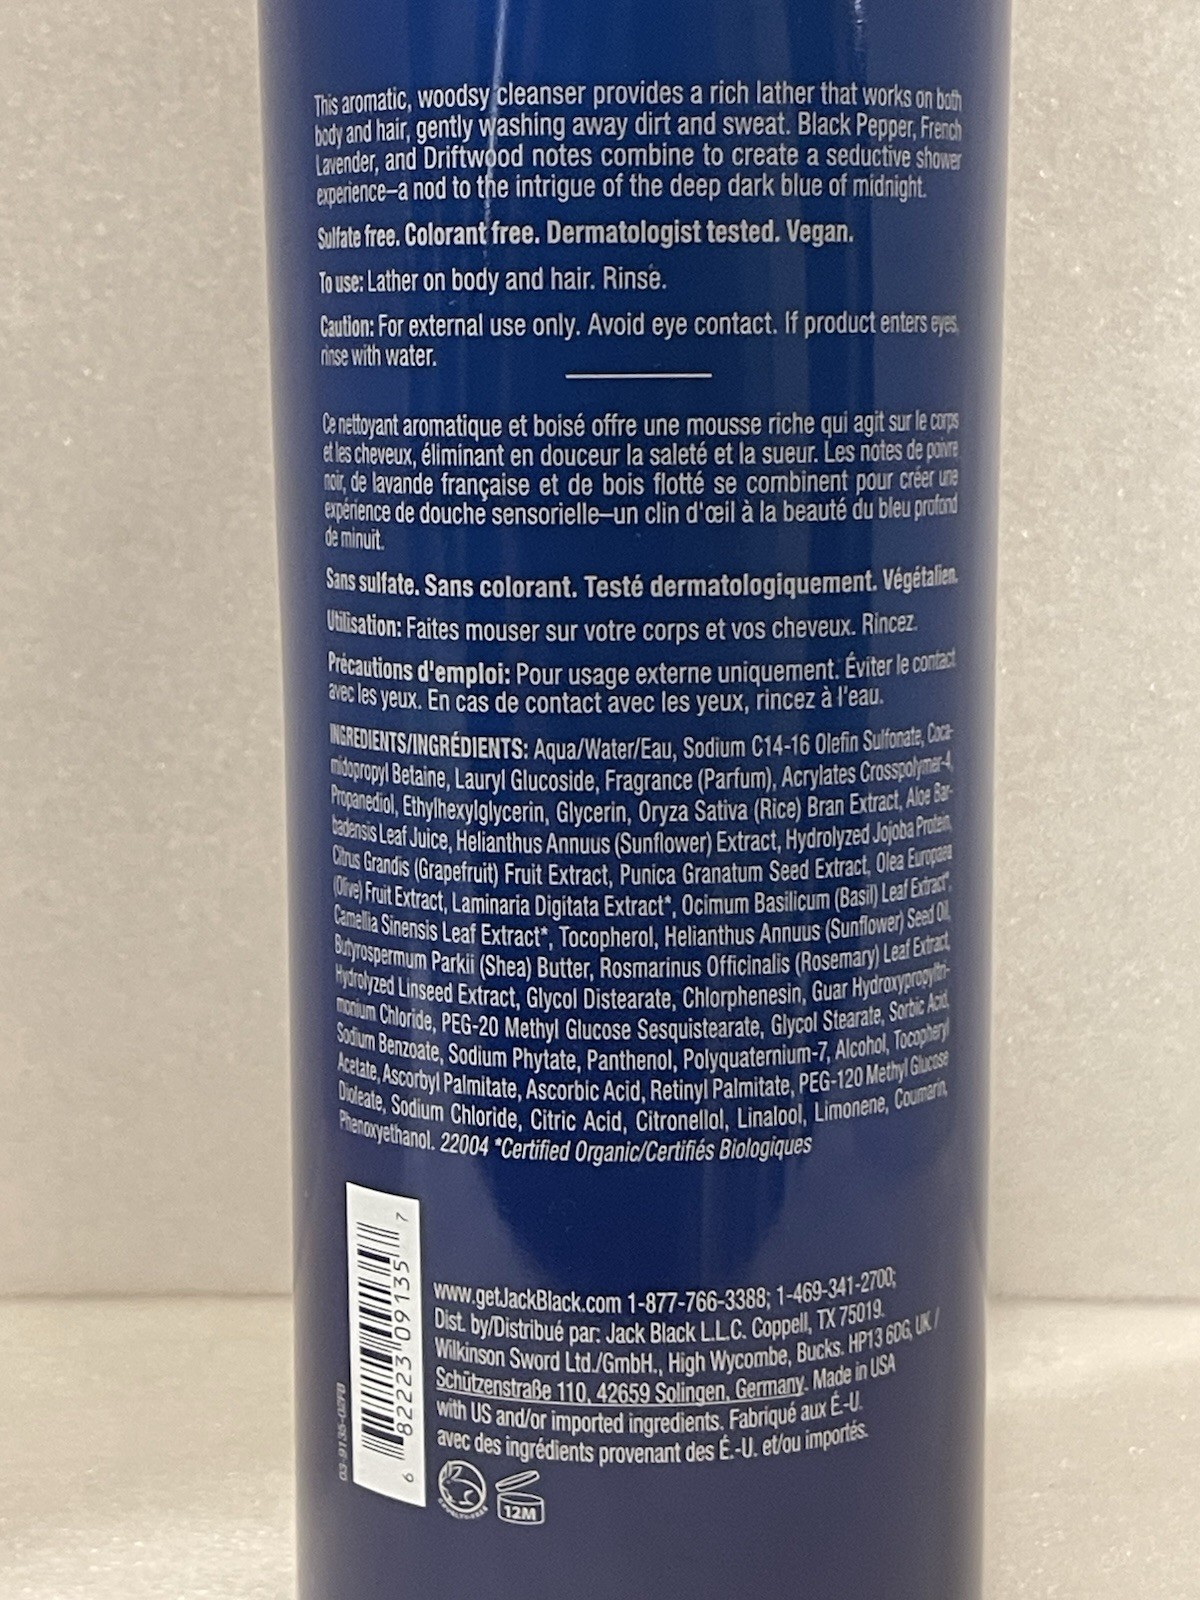 This aromatic, woodsy cleanser provides a rich lather that works on both
body and hair, gently washing away dirt and sweat. Black Pepper, French
Lavender, and Driftwood notes combine to create a seductive shower
experience–a nod to the intrigue of the deep dark blue of midnight.
Sulfate free. Colorant free. Dermatologist tested. Vegan.
To use: Lather on body and hair. Rinse.
Caution: For external use only. Avoid eye contact. If product enters eyes,
rinse with water.
Ce nettoyant aromatique et boisé offre une mousse riche qui agit sur le corps
et les cheveux, éliminant en douceur la saleté et la sueur. Les notes de poivre
noir, de lavande française et de bois flotté se combinent pour créer une
expérience de douche sensorielle–un clin d'œil à la beauté du bleu profond
de minuit.
Sans sulfate. Sans colorant. Testé dermatologiquement. Végétalien.
Utilisation: Faites mouser sur votre corps et vos cheveux. Rincez.
Précautions d'emploi: Pour usage externe uniquement. Éviter le contact
avec les yeux. En cas de contact avec les yeux, rincez à l'eau.
INGREDIENTS/INGRÉDIENTS: Aqua/Water/Eau, Sodium C14-16 Olefin Sulfonate, Coca-
midopropyl Betaine, Lauryl Glucoside, Fragrance (Parfum), Acrylates Crosspolymer-4,
Propanediol, Ethylhexylglycerin, Glycerin, Oryza Sativa (Rice) Bran Extract, Aloe Bar-
badensis Leaf Juice, Helianthus Annuus (Sunflower) Extract, Hydrolyzed Jojoba Protein,
Citrus Grandis (Grapefruit) Fruit Extract, Punica Granatum Seed Extract, Olea Europaea
(Olive) Fruit Extract, Laminaria Digitata Extract*, Ocimum Basilicum (Basil) Leaf Extract*,
Camellia Sinensis Leaf Extract*, Tocopherol, Helianthus Annuus (Sunflower) Seed Oil,
Butyrospermum Parkii (Shea) Butter, Rosmarinus Officinalis (Rosemary) Leaf Extract,
Hydrolyzed Linseed Extract, Glycol Distearate, Chlorphenesin, Guar Hydroxypropyltri-
monium Chloride, PEG-20 Methyl Glucose Sesquistearate, Glycol Stearate, Sorbic Acid,
Sodium Benzoate, Sodium Phytate, Panthenol, Polyquaternium-7, Alcohol, Tocopheryl
Acetate, Ascorbyl Palmitate, Ascorbic Acid, Retinyl Palmitate, PEG-120 Methyl Glucose
Dioleate, Sodium Chloride, Citric Acid, Citronellol, Linalool, Limonene, Coumarin,
Phenoxyethanol. 22004 *Certified Organic/Certifiés Biologiques
6 82223 09135 7
03-9135-02FB
www.getJackBlack.com 1-877-766-3388; 1-469-341-2700;
Dist. by/Distribué par: Jack Black L.L.C. Coppell, TX 75019.
Wilkinson Sword Ltd./GmbH., High Wycombe, Bucks. HP13 6DG, UK /
Schützenstraße 110, 42659 Solingen, Germany. Made in USA
with US and/or imported ingredients. Fabriqué aux É.-U.
avec des ingrédients provenant des É.-U. et/ou importés.
CRUELTY-FREE
12M